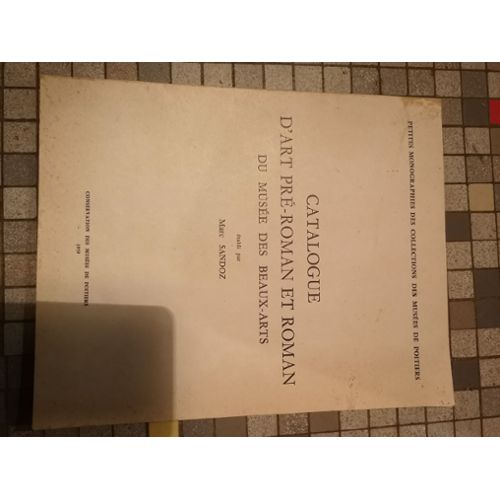 PETITES MONOGRAPHIES DES COLLECTIONS DES MUSÉES DE POITIERS
CATALOGUE
D'ART PRÉ-ROMAN ET ROMAN
DU MUSÉE DES BEAUX-ARTS
établi par
Marc SANDOZ
CONSERVATION DES MUSÉES DE POITIERS